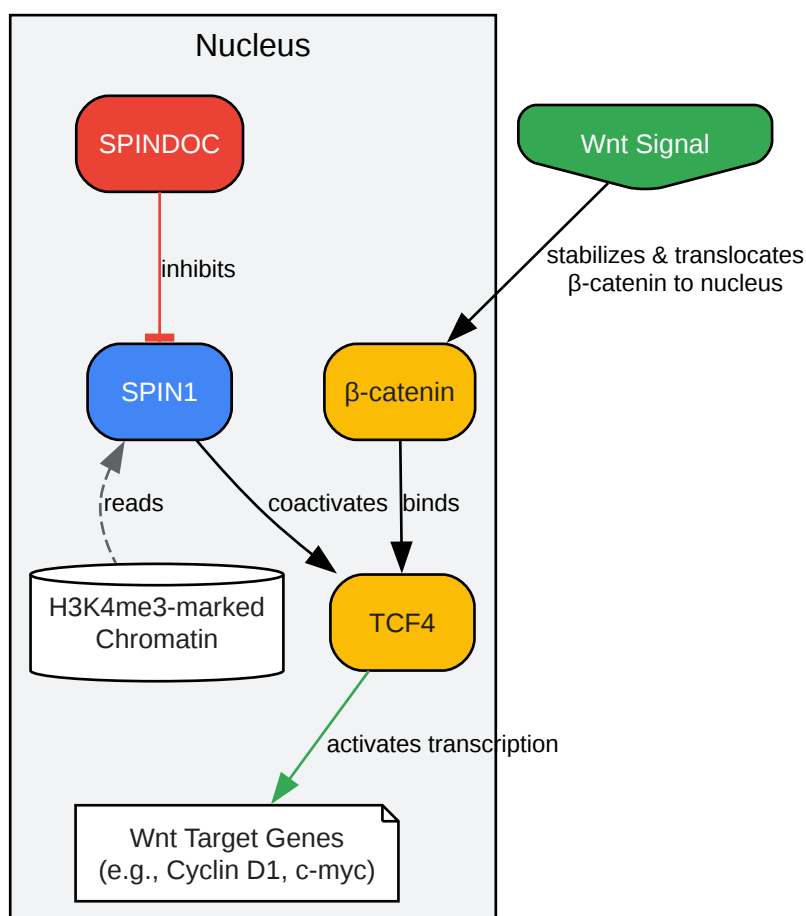 Nucleus
SPINDOC
Wnt Signal
inhibits
stabilizes & translocates
β-catenin to nucleus
SPIN1
β-catenin
reads
coactivates
binds
H3K4me3-marked
Chromatin
TCF4
activates transcription
Wnt Target Genes
(e.g., Cyclin D1, c-myc)